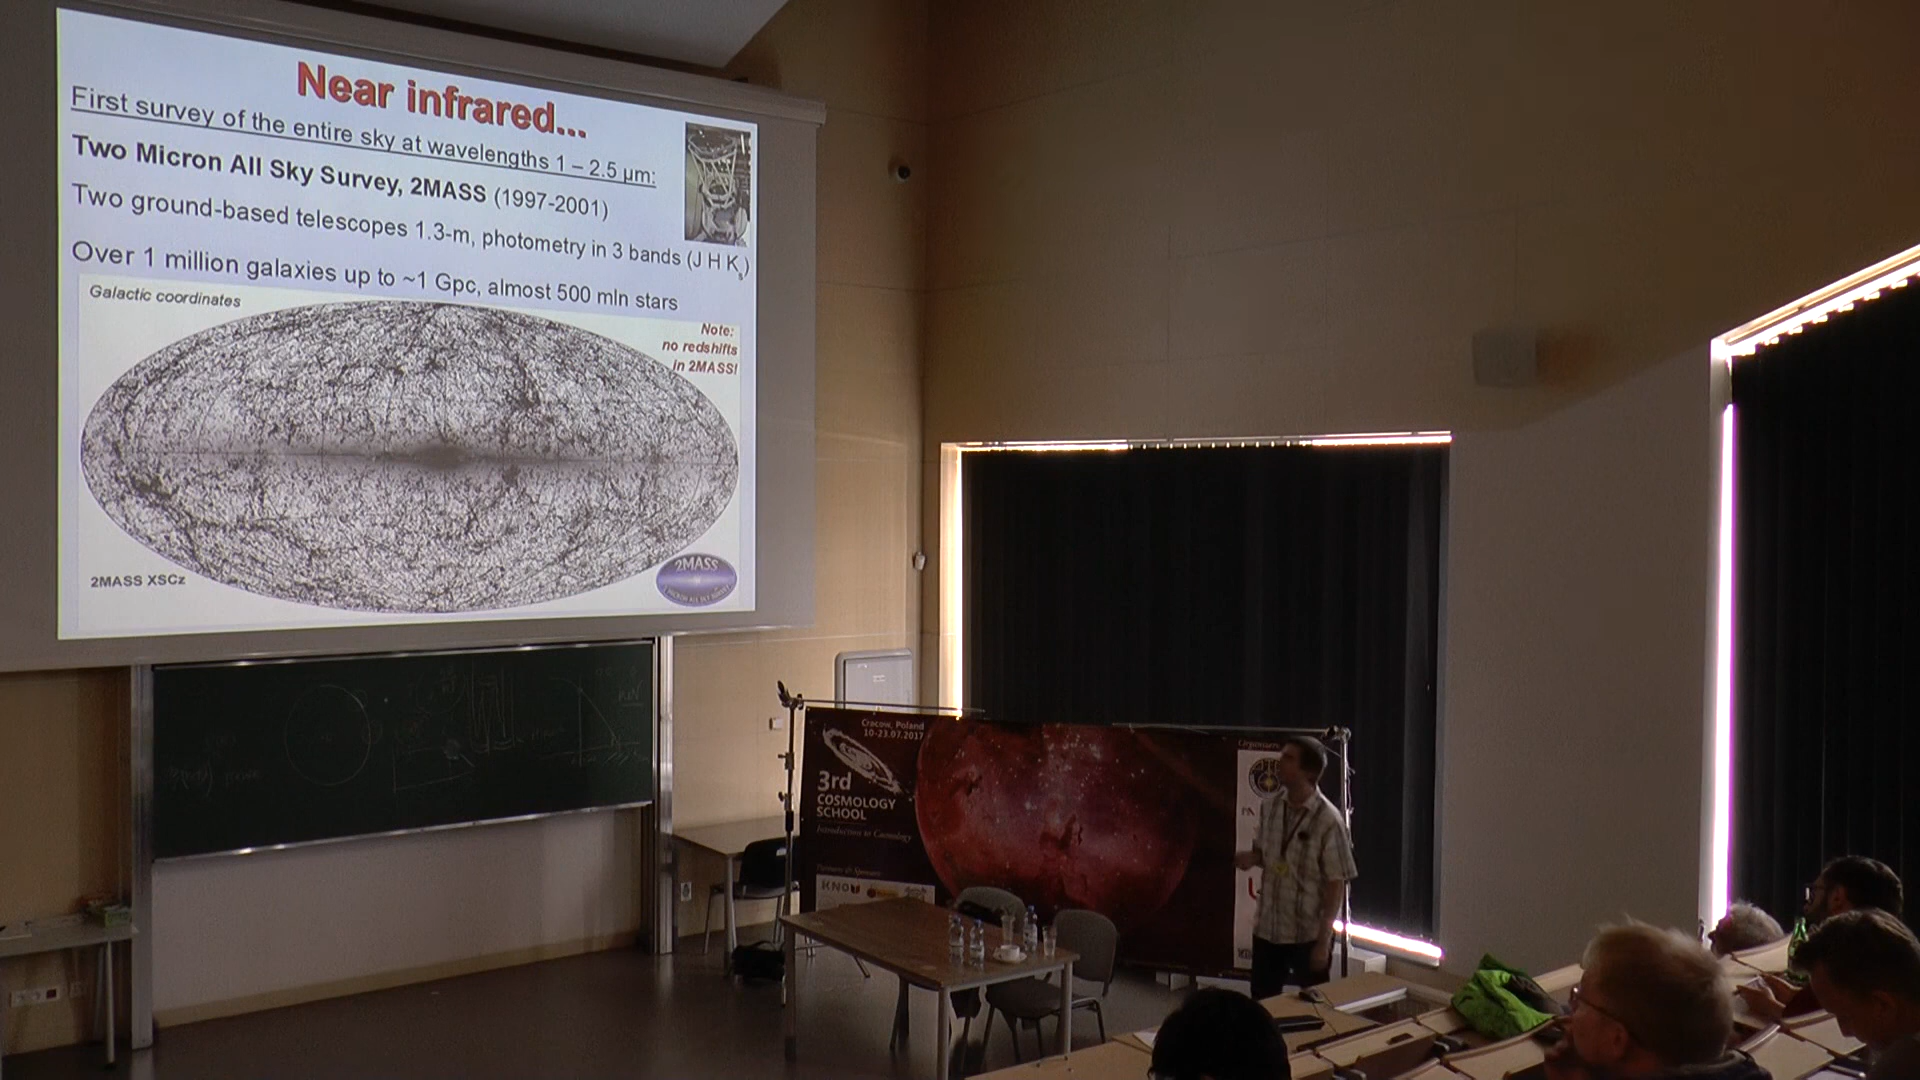 Near infrared...
First survey of the entire sky at wavelengths 1 – 2.5 µm:
Two Micron All Sky Survey, 2MASS (1997-2001)
Two ground-based telescopes 1.3-m, photometry in 3 bands (J H Ks)
Over 1 million galaxies up to ~1 Gpc, almost 500 mln stars
Galactic coordinates
Note:
no redshifts
in 2MASS!
2MASS XSCz
2MASS
Cracow, Poland
10-23.07.2017
3rd
COSMOLOGY
SCHOOL
Introduction to Cosmology
Organisers
KNOW